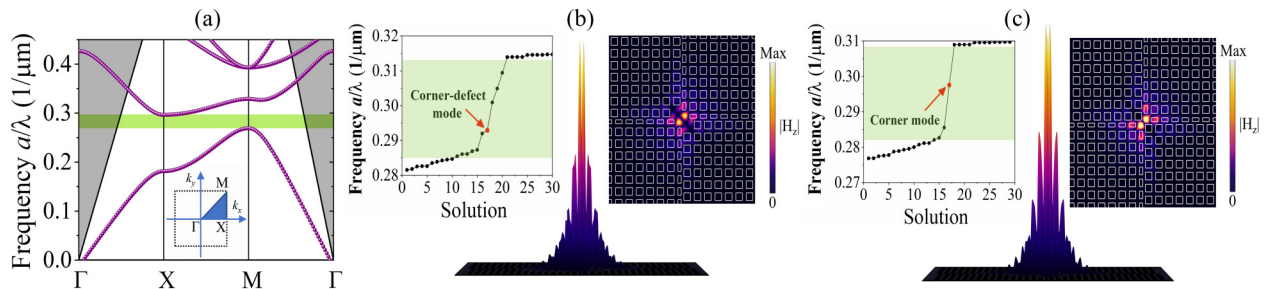 (a)
Frequency a/λ (1/μm)
0.4
0.3
0.2
0.1
0.0
Γ
X
M
Γ
k_y
M
k_x
Γ
X
(b)
Frequency a/λ (1/μm)
0.32
0.31
0.30
0.29
0.28
0
5
10
15
20
25
30
Solution
Corner-defect
mode
Max
|H_z|
0
(c)
Frequency a/λ (1/μm)
0.31
0.30
0.29
0.28
0.27
0
5
10
15
20
25
30
Solution
Corner mode
Max
|H_z|
0